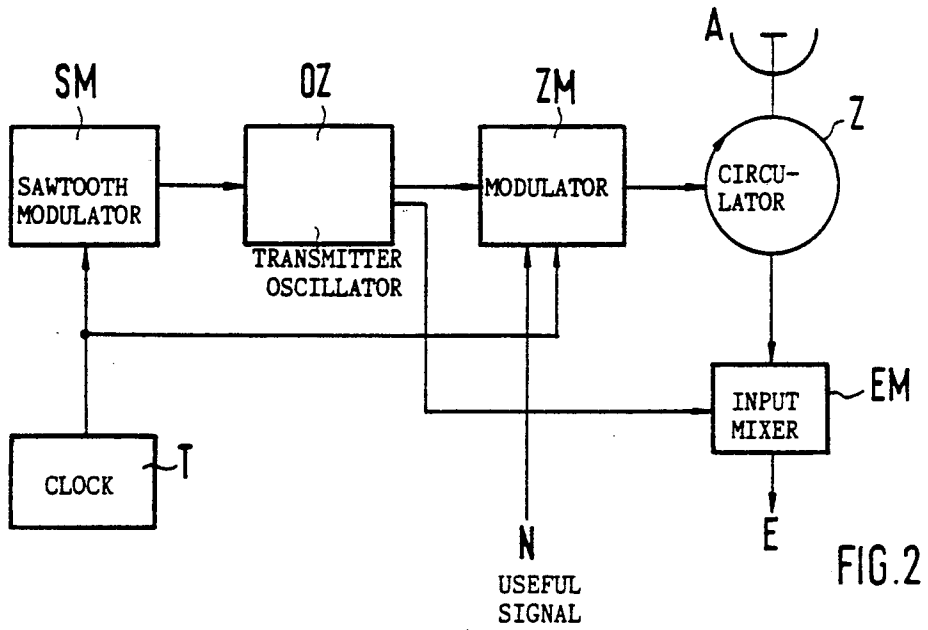 A
SM
OZ
ZM
Z
SAWTOOTH
MODULATOR
MODULATOR
CIRCU-
LATOR
TRANSMITTER
OSCILLATOR
EM
INPUT
MIXER
T
CLOCK
N
E
USEFUL
SIGNAL
FIG.2